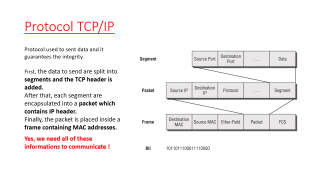 Protocol TCP/IP
Protocol used to sent data and it
guarantees the integrity.
First, the data to send are split into
segments and the TCP header is
added.
After that, each segment are
encapsulated into a packet which
contains IP header.
Finally, the packet is placed inside a
frame containing MAC addresses.
Yes, we need all of these
informations to communicate !
Segment
Source Port
Destination
Port
......
Data
Packet
Source IP
Destination
IP
Protocol
......
Segment
Frame
Destination
MAC
Source MAC
Ether-Field
Packet
FCS
Bit
101101100011110000